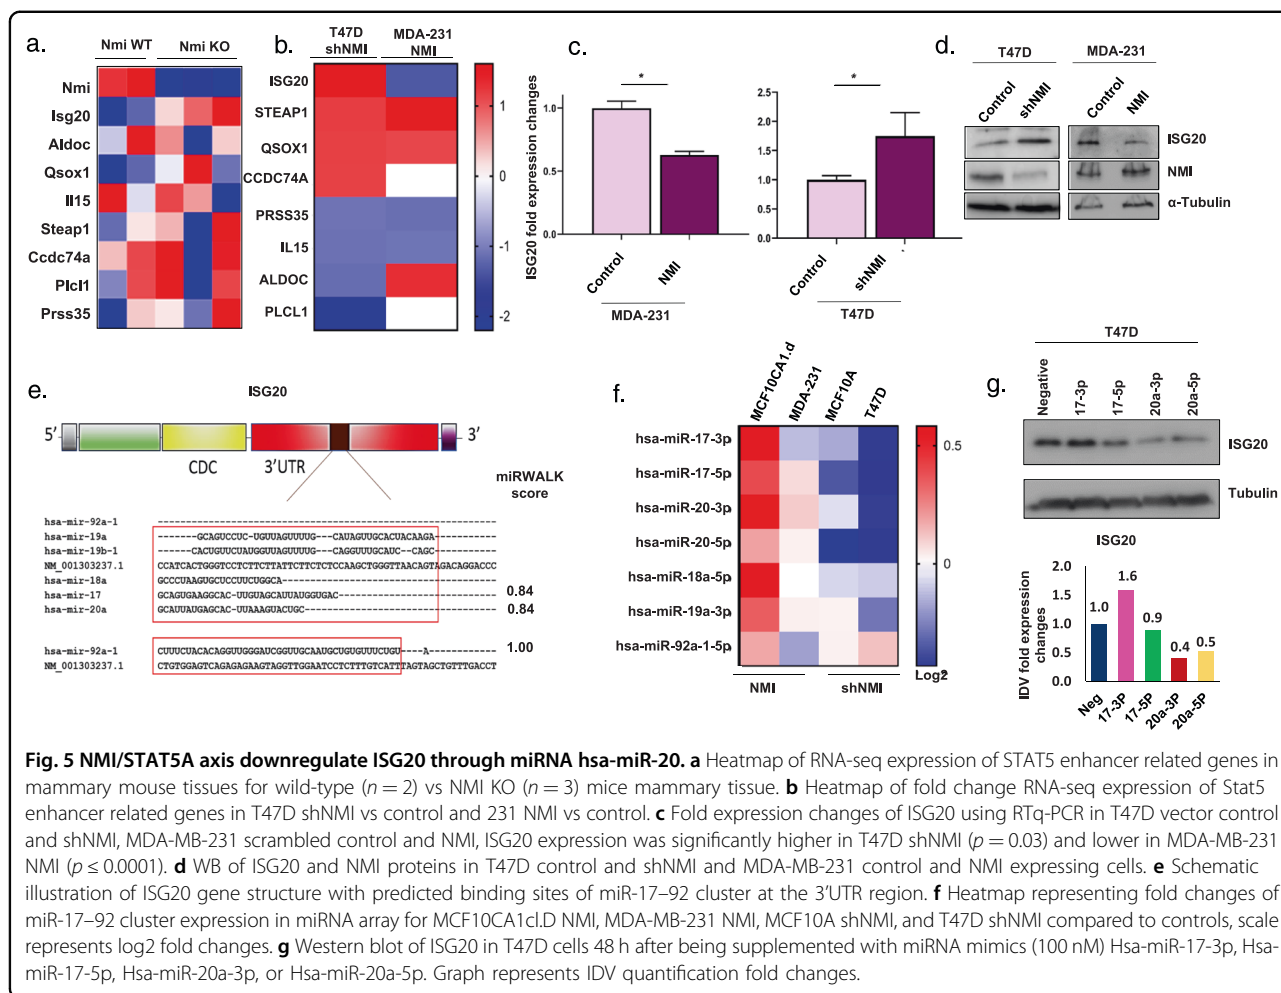 a.
Nmi WT Nmi KO
Nmi
Isg20
Aldoc
Qsox1
Il15
Steap1
Ccdc74a
Plcl1
Prss35
b.
T47D shNMI
MDA-231 NMI
ISG20
STEAP1
QSOX1
CCDC74A
PRSS35
IL15
ALDOC
PLCL1
1
0
-1
-2
c.
ISG20 fold expression changes
1.0
0.5
0.0
*
Control
NMI
MDA-231
2.5
2.0
1.5
1.0
0.5
0.0
*
Control
shNMI
T47D
d.
T47D MDA-231
Control shNMI Control NMI
ISG20
NMI
α-Tubulin
e.
ISG20
5′ 3′
CDC 3′UTR
miRWALK
score
hsa-mir-92a-1
hsa-mir-19a -------GCAGUCCUC-UGUUAGUUUUG---CAUAGUUGCACUACAAGA
hsa-mir-19b-1 ------CACUGUUCUAUGGUUAGUUUUG---CAGGUUUGCAUC--CAGC
NM_001303237.1 CCATCACTGGGTCCTCTTCTTATTCTTCTCTCCAAGCTGGGTTAACAGTAGACAGGACCC
hsa-mir-18a GCCCUAAGUGCUCCUUCUGGCA
hsa-mir-17 GCAGUGAAGGCAC-UUGUAGCAUUAUGGUGAC 0.84
hsa-mir-20a GCAUUAUGAGCAC-UUAAAGUACUGC 0.84
hsa-mir-92a-1 CUUUCUACACAGGUUGGGAUCGGUUGCAAUGCUGUGUUUCUGU---A 1.00
NM_001303237.1 CTGTGGAGTCAGAGAGAAGTAGGTTGGAATCCTCTTTGTCATTTAGTAGCTGTTTGACCT
f.
MCF10CA1.d MDA-231 MCF10A T47D
hsa-miR-17-3p
hsa-miR-17-5p
hsa-miR-20-3p
hsa-miR-20-5p
hsa-miR-18a-5p
hsa-miR-19a-3p
hsa-miR-92a-1-5p
NMI shNMI
0.5
0
Log2
g.
T47D
Negative 17-3p 17-5p 20a-3p 20a-5p
ISG20
Tubulin
ISG20
IDV fold expression
changes
2.0
1.5
1.0
0.5
0.0
1.0 1.6 0.9 0.4 0.5
Neg 17-3P 17-5P 20a-3P 20a-5P
Fig. 5 NMI/STAT5A axis downregulate ISG20 through miRNA hsa-miR-20. a Heatmap of RNA-seq expression of STAT5 enhancer related genes in
mammary mouse tissues for wild-type (n = 2) vs NMI KO (n = 3) mice mammary tissue. b Heatmap of fold change RNA-seq expression of Stat5
enhancer related genes in T47D shNMI vs control and 231 NMI vs control. c Fold expression changes of ISG20 using RTq-PCR in T47D vector control
and shNMI, MDA-MB-231 scrambled control and NMI, ISG20 expression was significantly higher in T47D shNMI (p = 0.03) and lower in MDA-MB-231
NMI (p ≤ 0.0001). d WB of ISG20 and NMI proteins in T47D control and shNMI and MDA-MB-231 control and NMI expressing cells. e Schematic
illustration of ISG20 gene structure with predicted binding sites of miR-17–92 cluster at the 3′UTR region. f Heatmap representing fold changes of
miR-17–92 cluster expression in miRNA array for MCF10CA1cl.D NMI, MDA-MB-231 NMI, MCF10A shNMI, and T47D shNMI compared to controls, scale
represents log2 fold changes. g Western blot of ISG20 in T47D cells 48 h after being supplemented with miRNA mimics (100 nM) Hsa-miR-17-3p, Hsa-
miR-17-5p, Hsa-miR-20a-3p, or Hsa-miR-20a-5p. Graph represents IDV quantification fold changes.